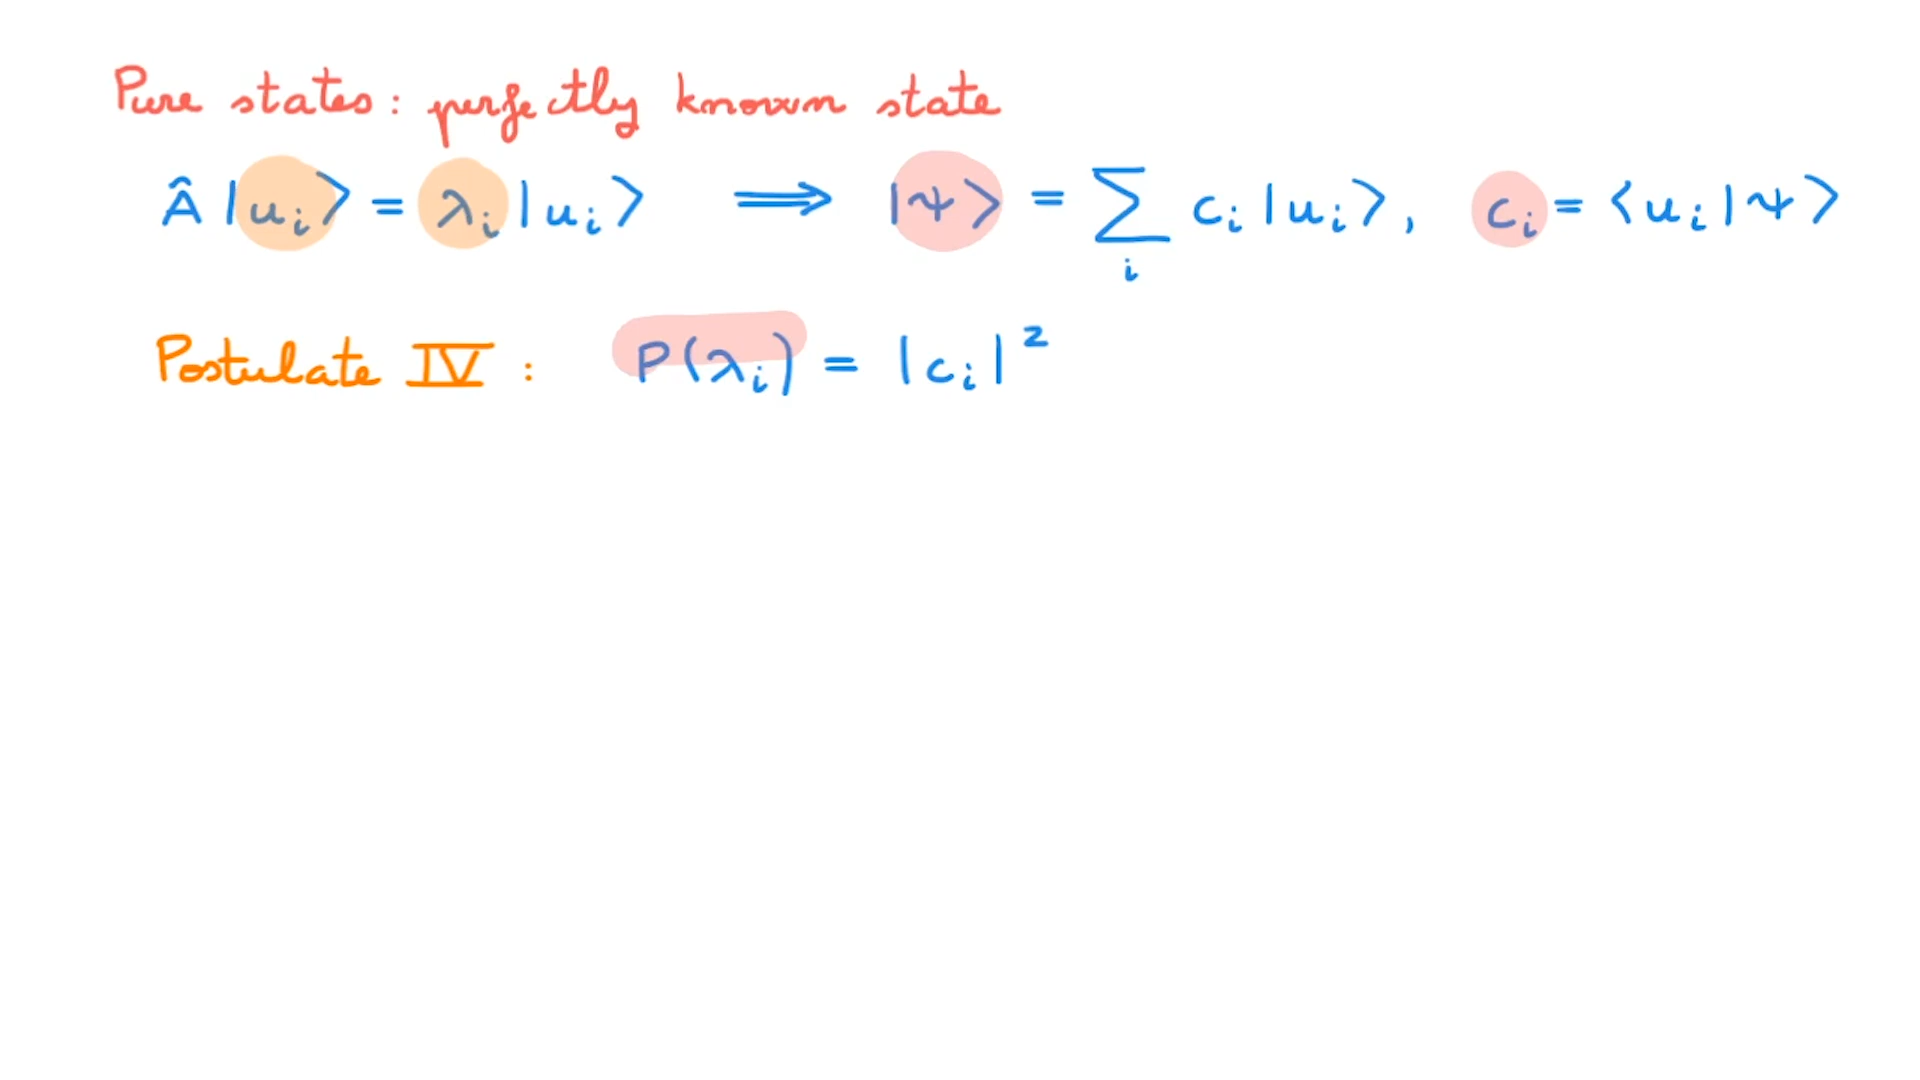 Pure states: perfectly known state
Â|uᵢ⟩ = λᵢ|uᵢ⟩ ⟹ |ψ⟩ = ∑ᵢ cᵢ|uᵢ⟩, cᵢ = ⟨uᵢ|ψ⟩
Postulate IV: P(λᵢ) = |cᵢ|²